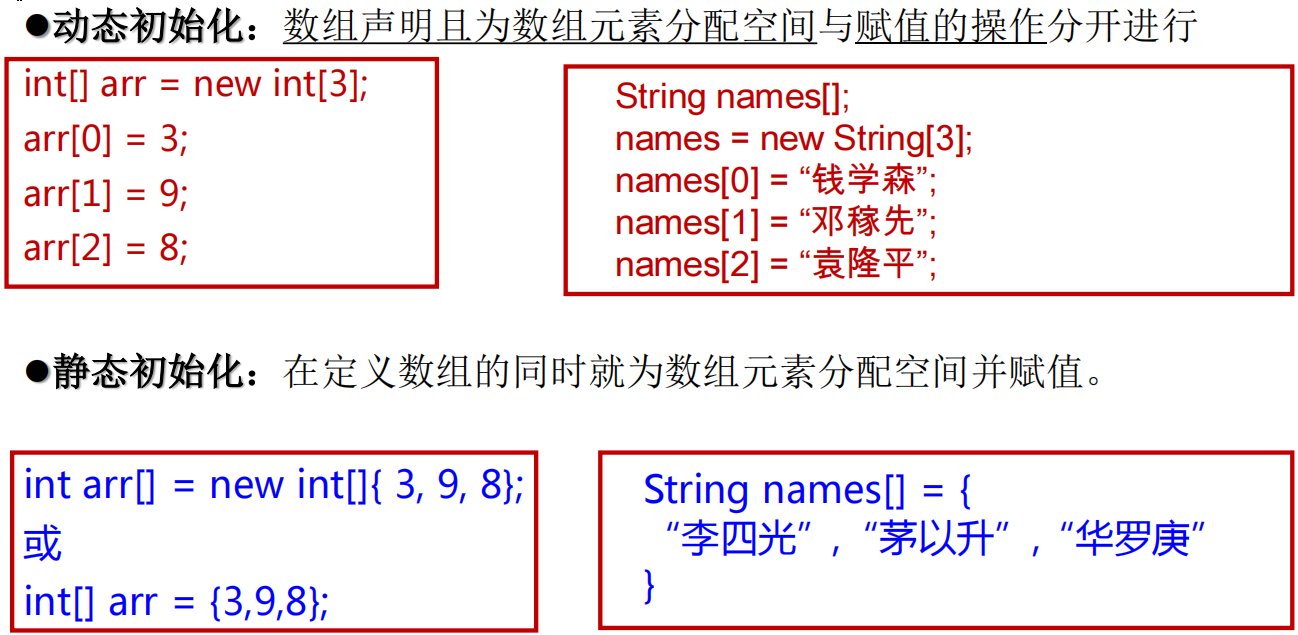 ●动态初始化：数组声明且为数组元素分配空间与赋值的操作分开进行
int[] arr = new int[3];
arr[0] = 3;
arr[1] = 9;
arr[2] = 8;
String names[];
names = new String[3];
names[0] = “钱学森”;
names[1] = “邓稼先”;
names[2] = “袁隆平”;
●静态初始化：在定义数组的同时就为数组元素分配空间并赋值。
int arr[] = new int[]{ 3, 9, 8};
或
int[] arr = {3,9,8};
String names[] = {
“李四光”,“茅以升”,“华罗庚”
}